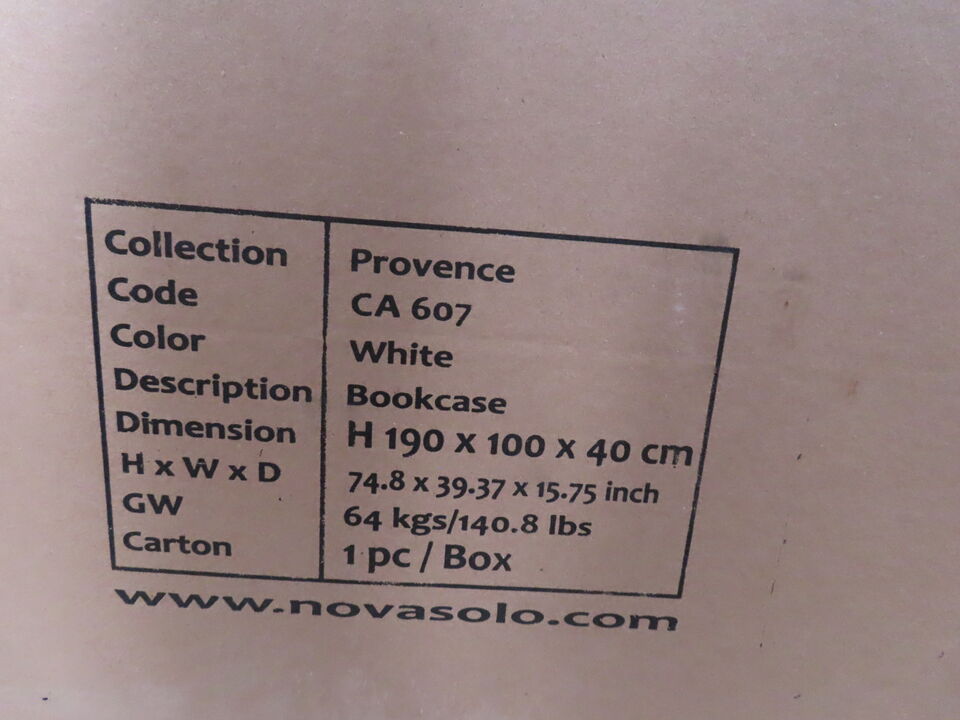 Collection Provence
Code CA 607
Color White
Description Bookcase
Dimension H 190 x 100 x 40 cm
H x W x D 74.8 x 39.37 x 15.75 inch
GW 64 kgs/140.8 lbs
Carton 1 pc / Box
www.novasolo.com